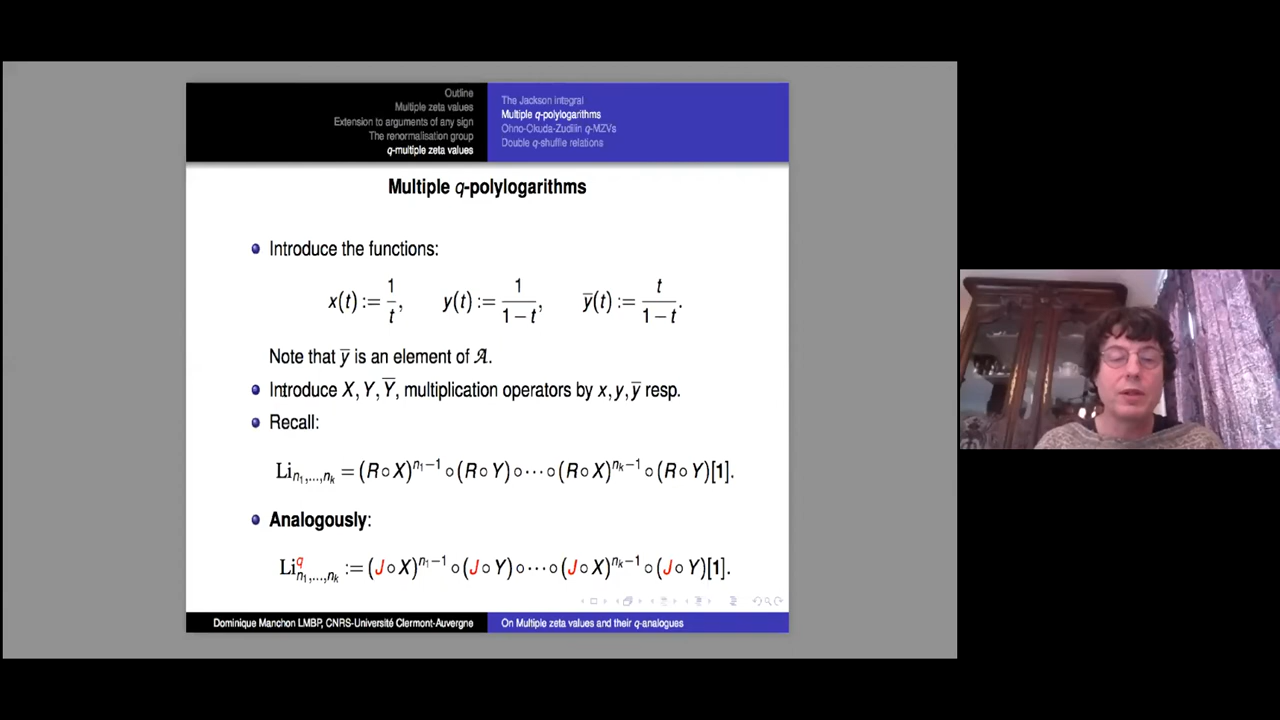 Outline
Multiple zeta values
Extension to arguments of any sign
The renormalisation group
q-multiple zeta values
The Jackson integral
Multiple q-polylogarithms
Ohno-Okuda-Zudilin q-MZVs
Double q-shuffle relations
Multiple q-polylogarithms
Introduce the functions:
x(t) := 1/t, y(t) := 1/(1−t), ȳ(t) := t/(1−t).
Note that ȳ is an element of 𝒜.
Introduce X, Y, Ȳ, multiplication operators by x, y, ȳ resp.
Recall:
Li_{n_1,...,n_k} = (R∘X)^{n_1−1} ∘ (R∘Y) ∘ ⋯ ∘ (R∘X)^{n_k−1} ∘ (R∘Y)[1].
Analogously:
Li^q_{n_1,...,n_k} := (J∘X)^{n_1−1} ∘ (J∘Y) ∘ ⋯ ∘ (J∘X)^{n_k−1} ∘ (J∘Y)[1].
Dominique Manchon LMBP, CNRS-Université Clermont-Auvergne
On Multiple zeta values and their q-analogues